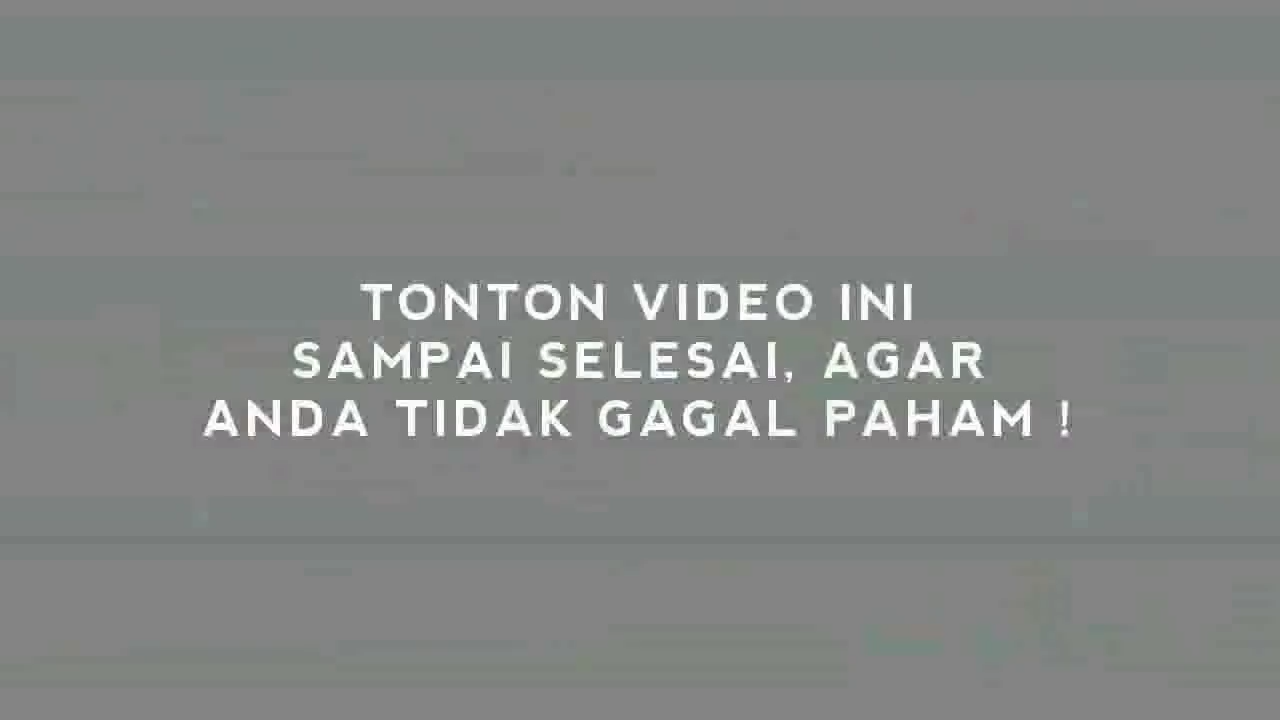 TONTON VIDEO INI
SAMPAI SELESAI, AGAR
ANDA TIDAK GAGAL PAHAM !